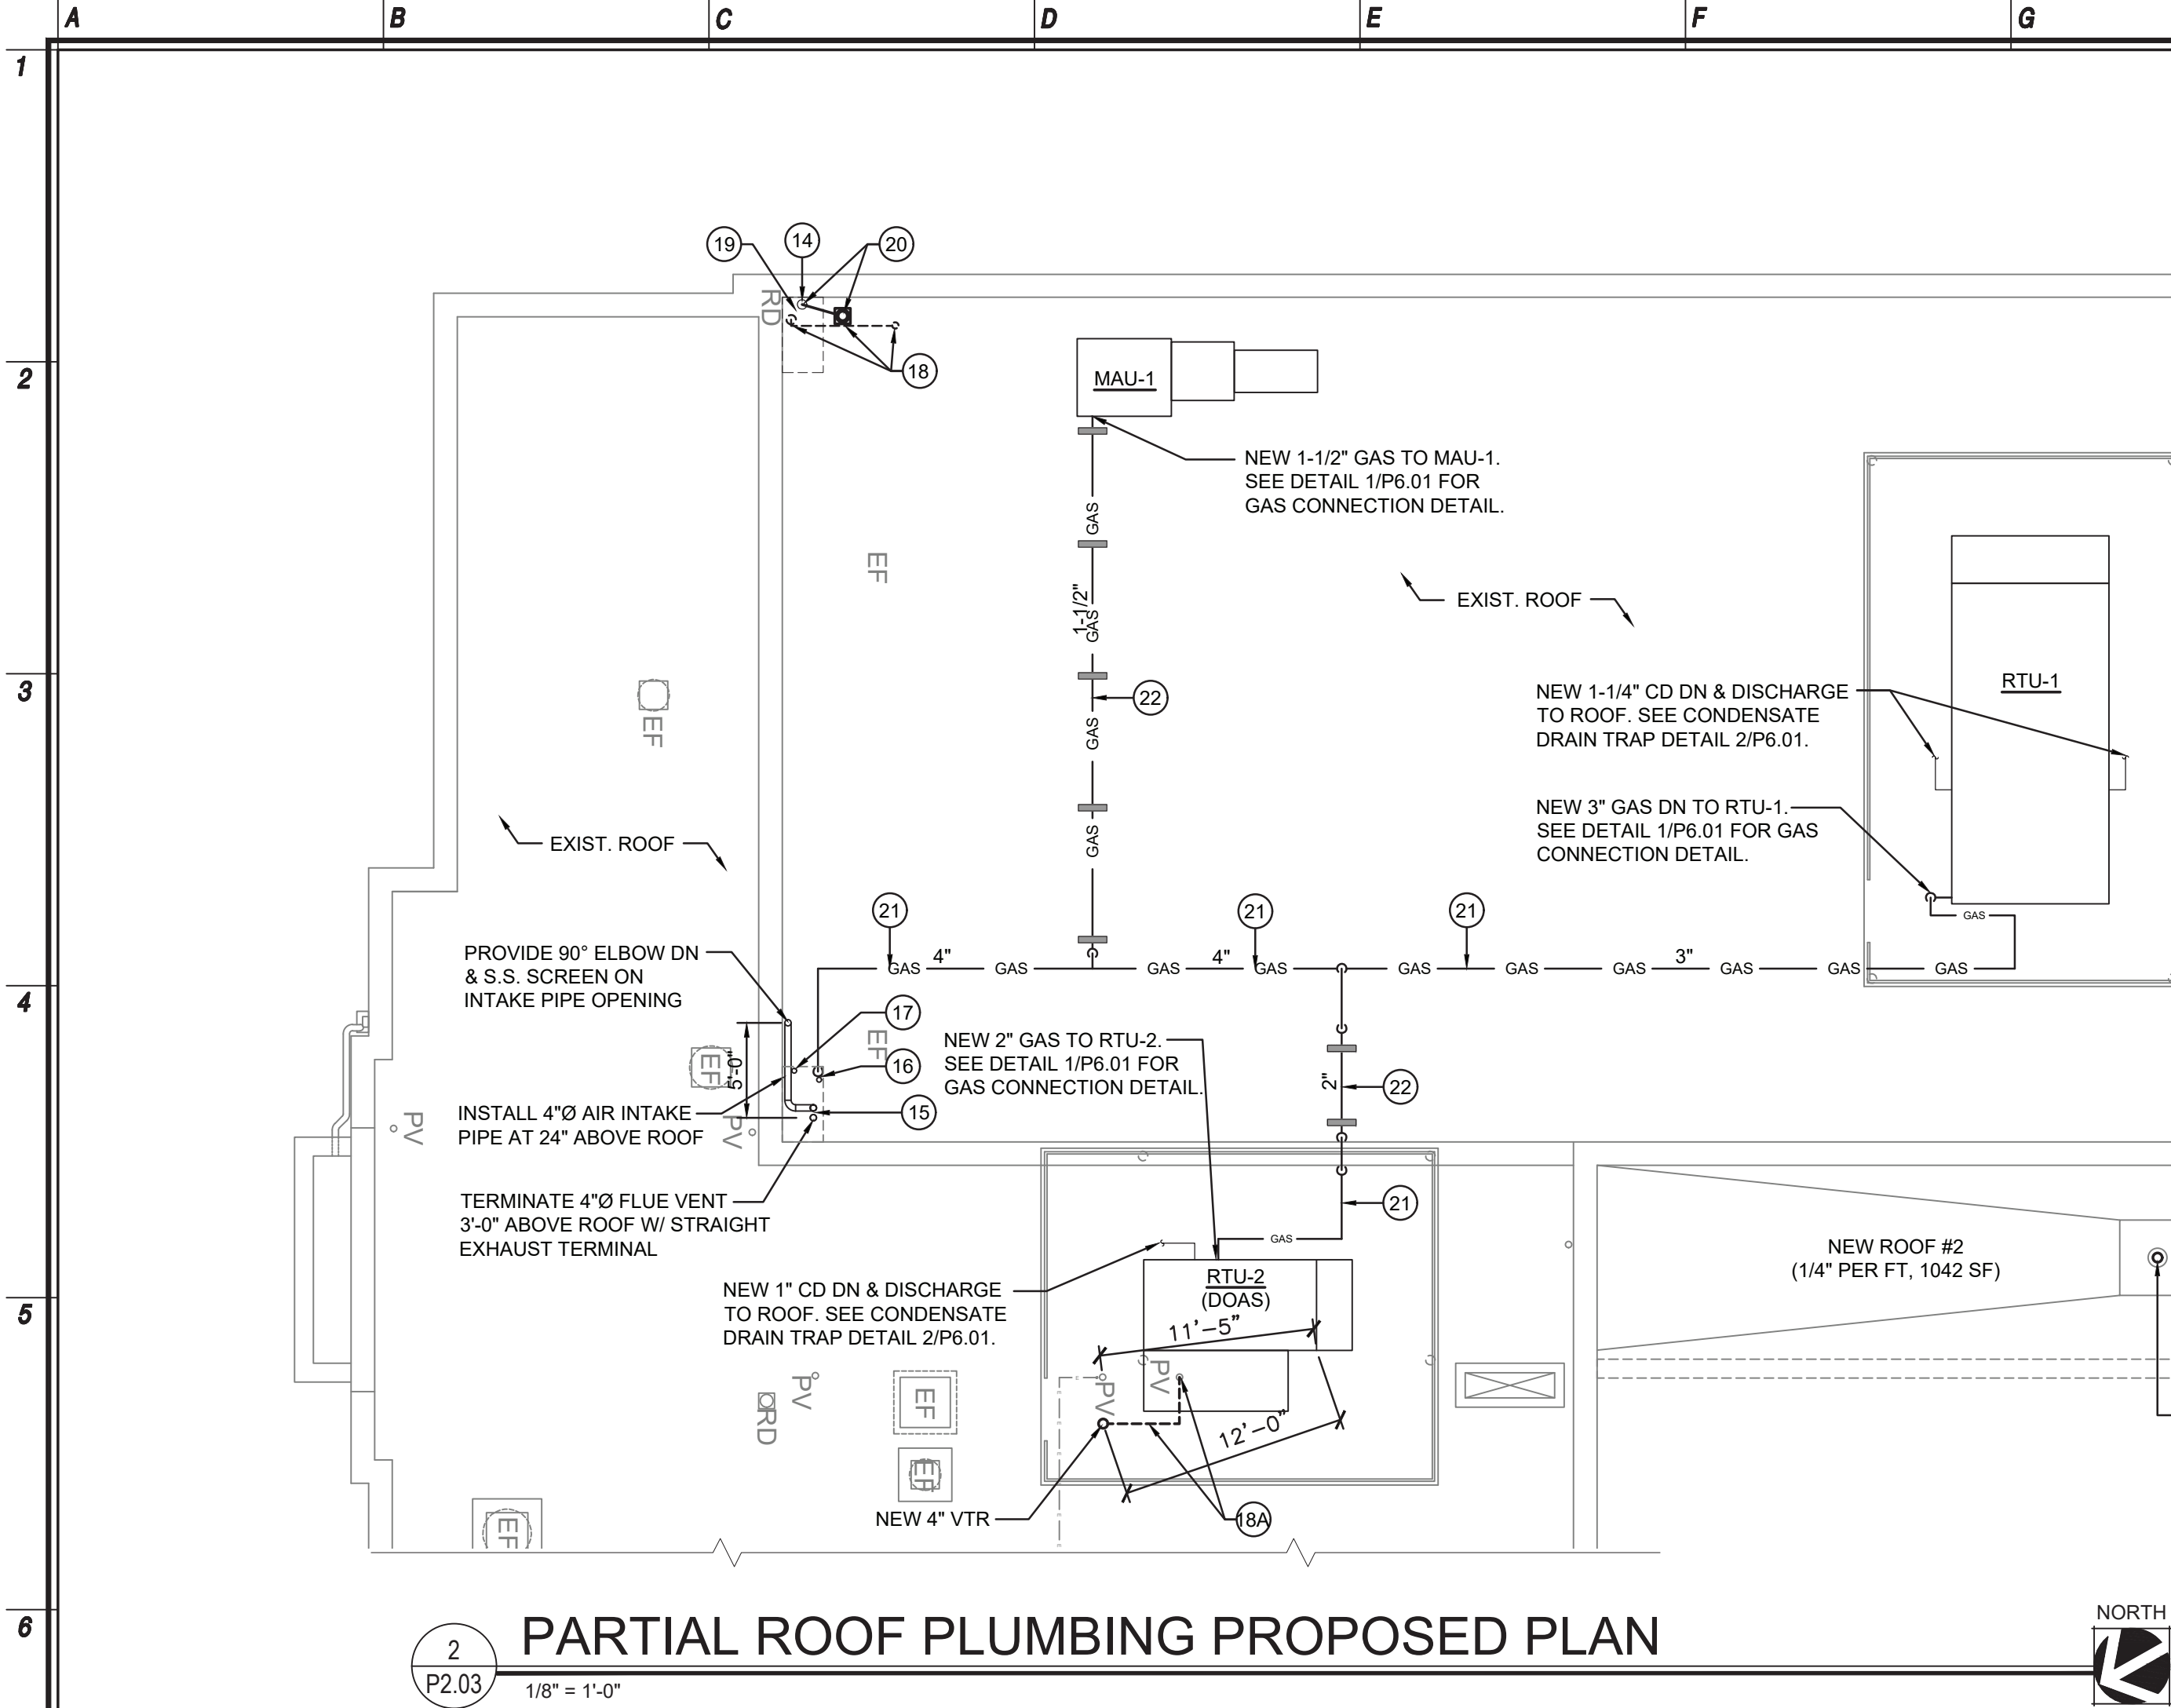 A B C D E F G
1
19 14 20
RD
18
2
MAU-1
NEW 1-1/2" GAS TO MAU-1.
SEE DETAIL 1/P6.01 FOR
GAS CONNECTION DETAIL.
GAS
EF
1-1/2"
GAS
EXIST. ROOF
3
EF
22
GAS
RTU-1
NEW 1-1/4" CD DN & DISCHARGE
TO ROOF. SEE CONDENSATE
DRAIN TRAP DETAIL 2/P6.01.
NEW 3" GAS DN TO RTU-1.
SEE DETAIL 1/P6.01 FOR GAS
CONNECTION DETAIL.
EXIST. ROOF
GAS
21 21 21
GAS
PROVIDE 90° ELBOW DN
& S.S. SCREEN ON
INTAKE PIPE OPENING
GAS 4" GAS GAS 4" GAS GAS GAS GAS 3" GAS GAS GAS
4
17
EF
16
15
EF
5'-0"
NEW 2" GAS TO RTU-2.
SEE DETAIL 1/P6.01 FOR
GAS CONNECTION DETAIL.
2"
22
INSTALL 4"Ø AIR INTAKE
PIPE AT 24" ABOVE ROOF
PV
PV
TERMINATE 4"Ø FLUE VENT
3'-0" ABOVE ROOF W/ STRAIGHT
EXHAUST TERMINAL
21
GAS
NEW ROOF #2
(1/4" PER FT, 1042 SF)
NEW 1" CD DN & DISCHARGE
TO ROOF. SEE CONDENSATE
DRAIN TRAP DETAIL 2/P6.01.
RTU-2
(DOAS)
5
11'-5"
PV
PV
PV
RD
EF
12'-0"
EF
NEW 4" VTR
18A
EF
6
2
P2.03
PARTIAL ROOF PLUMBING PROPOSED PLAN
1/8" = 1'-0"
NORTH